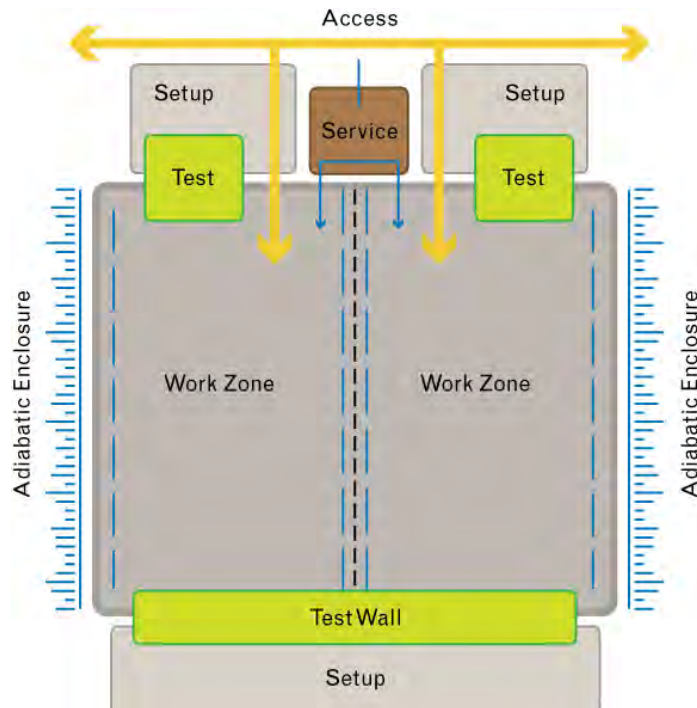 Access
Setup
Setup
Service
Test
Test
Adiabatic Enclosure
Work Zone
Work Zone
Adiabatic Enclosure
Test Wall
Setup